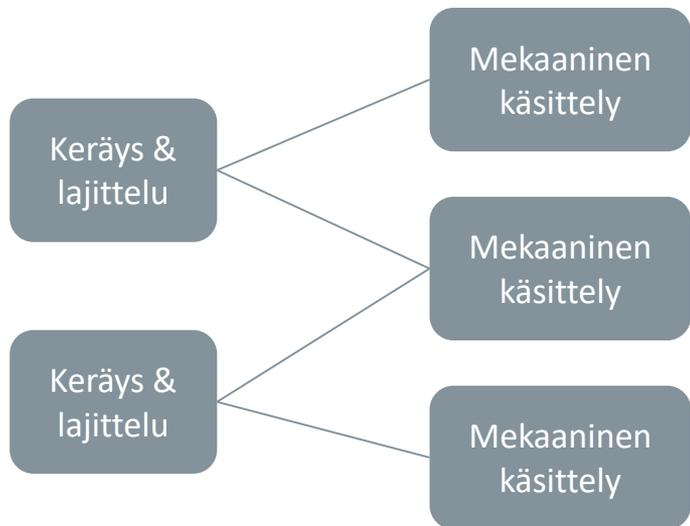 Keräys &
lajittelu
Keräys &
lajittelu
Mekaaninen
käsittely
Mekaaninen
käsittely
Mekaaninen
käsittely